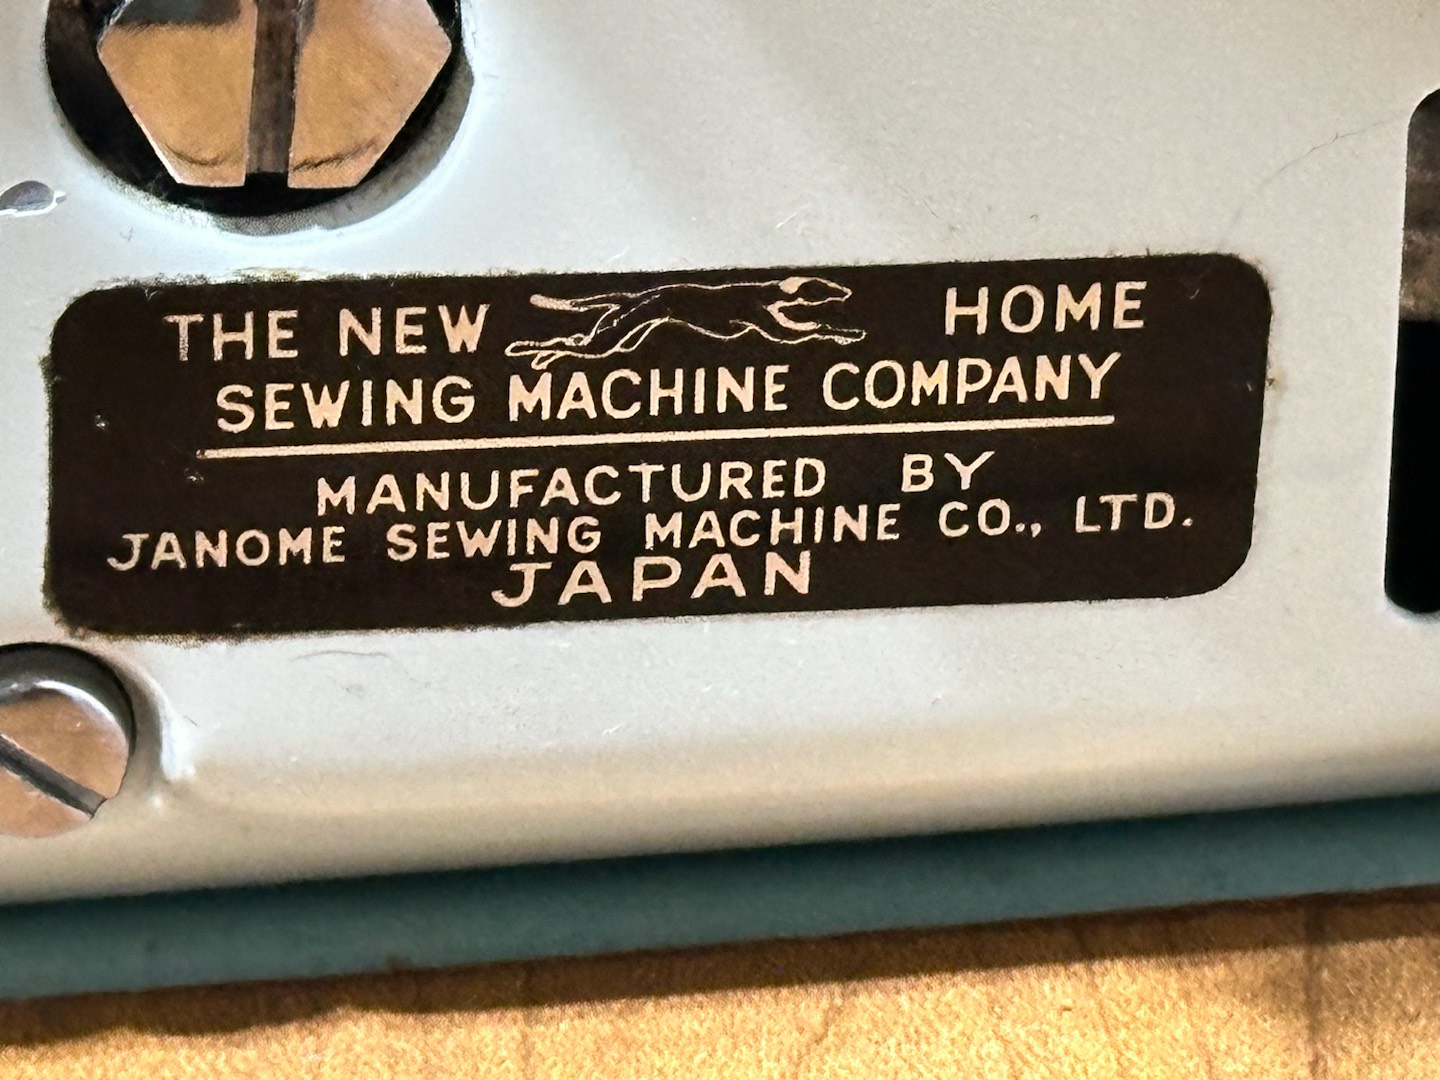 THE NEW HOME
SEWING MACHINE COMPANY
MANUFACTURED BY
JANOME SEWING MACHINE CO., LTD.
JAPAN